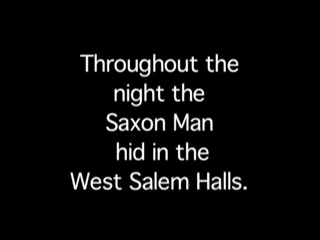 Throughout the
night the
Saxon Man
hid in the
West Salem Halls.